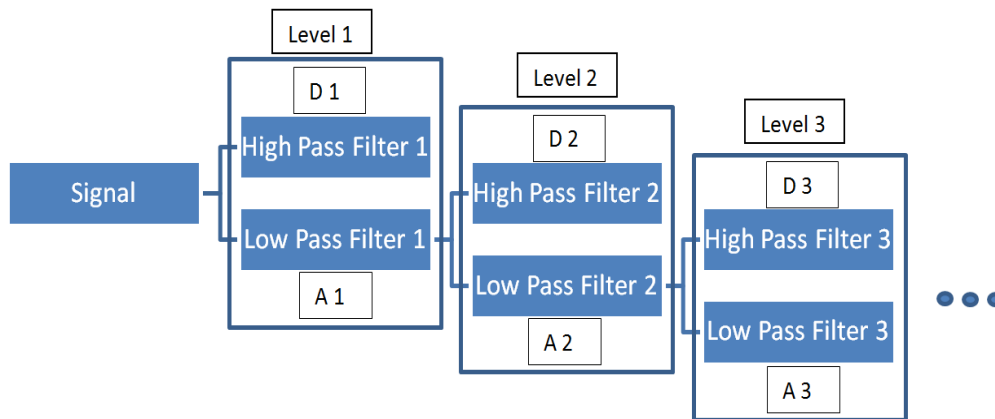 Level 1
D 1
High Pass Filter 1
Signal
Low Pass Filter 1
A 1
Level 2
D 2
High Pass Filter 2
Low Pass Filter 2
A 2
Level 3
D 3
High Pass Filter 3
Low Pass Filter 3
A 3